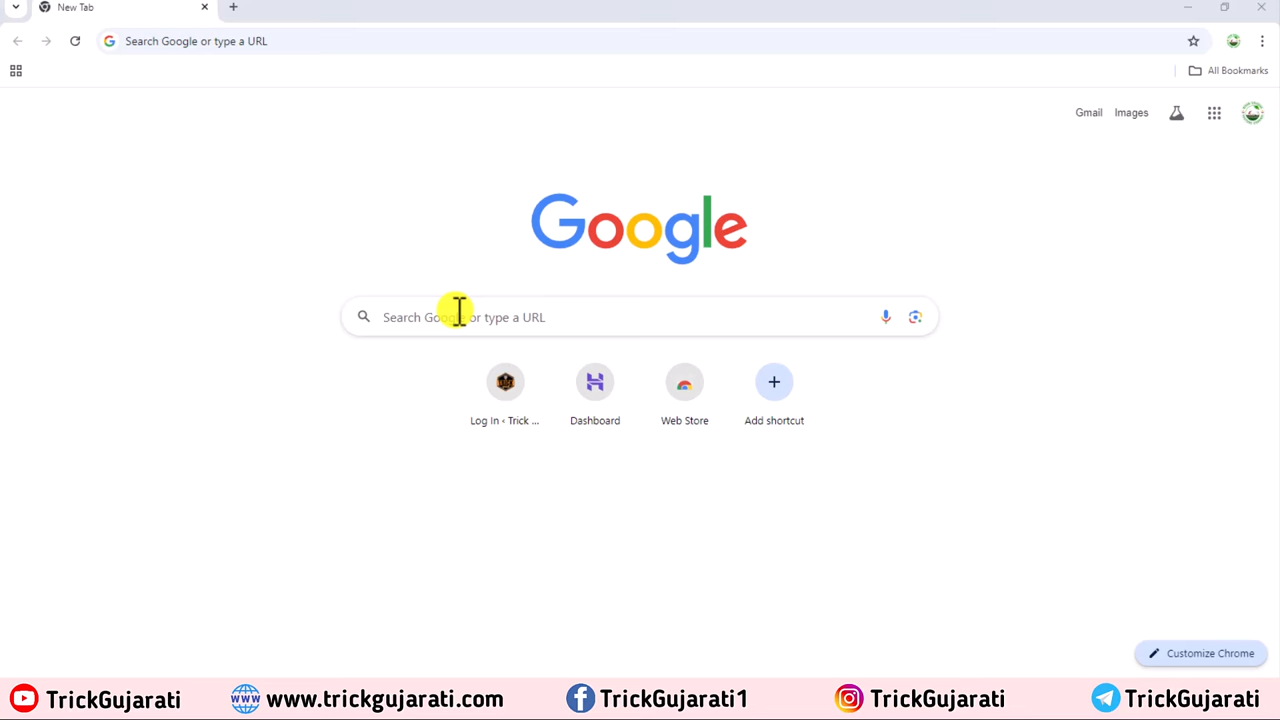 New Tab
Search Google or type a URL
All Bookmarks
Gmail Images
Google
Search Google or type a URL
Log In ‹ Trick ... Dashboard Web Store Add shortcut
Customize Chrome
TrickGujarati www.trickgujarati.com TrickGujarati1 TrickGujarati TrickGujarati